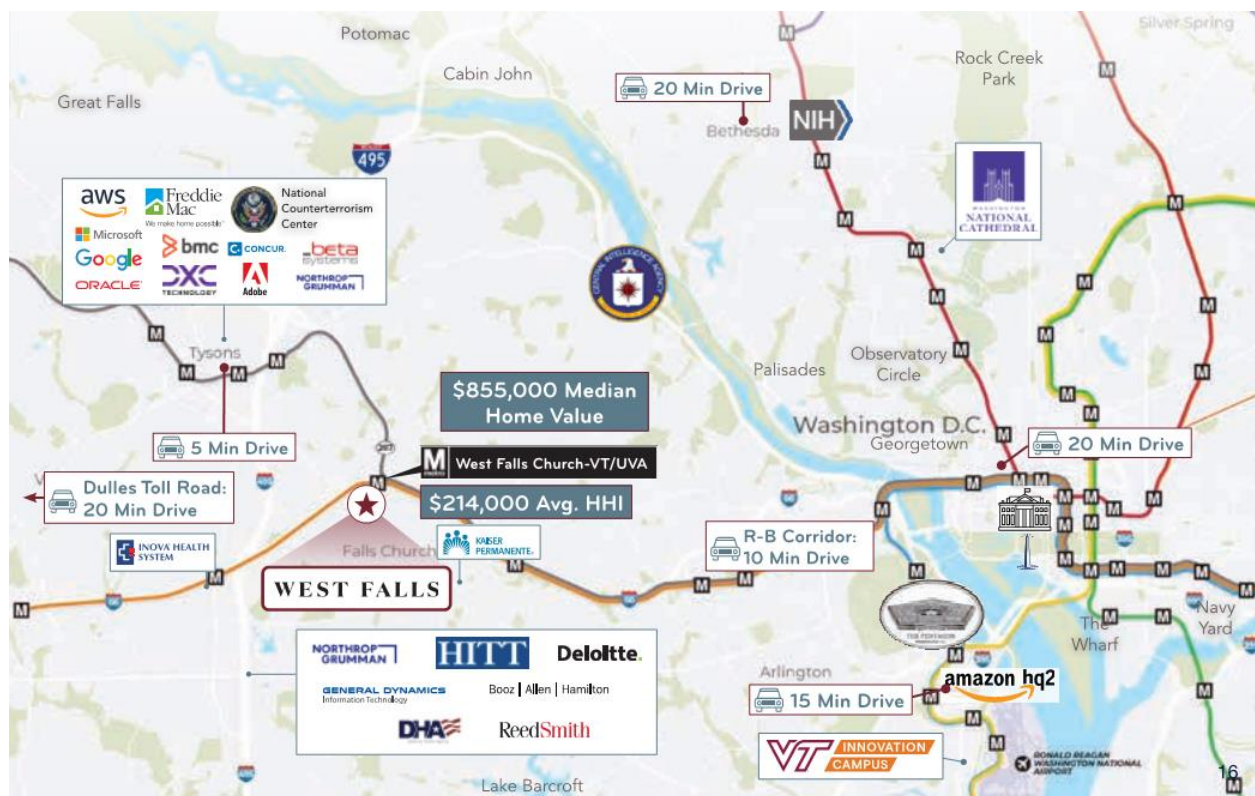 Silver Spring
Potomac
Cabin John
Rock Creek
Park
Great Falls
20 Min Drive
Bethesda
NIH
495
aws
Freddie
Mac
We make home possible
National
Counterterrorism
Center
Microsoft
bmc
CONCUR.
beta
systems
Google
DXC
TECHNOLOGY
ORACLE
Adobe
NORTHROP
GRUMMAN
WASHINGTON
NATIONAL
CATHEDRAL
CENTRAL INTELLIGENCE AGENCY
Tysons
Observatory
Circle
Palisades
$855,000 Median
Home Value
Washington D.C.
Georgetown
5 Min Drive
M West Falls Church-VT/UVA
20 Min Drive
Dulles Toll Road:
20 Min Drive
$214,000 Avg. HHI
INOVA HEALTH
SYSTEM
Falls Church
KAISER
PERMANENTE
R-B Corridor:
10 Min Drive
WEST FALLS
THE PENTAGON
The
Wharf
Navy
Yard
NORTHROP
GRUMMAN
HITT
Deloitte.
GENERAL DYNAMICS
Information Technology
Booz | Allen | Hamilton
DHA
ReedSmith
Arlington
amazon hq2
15 Min Drive
VT INNOVATION
CAMPUS
RONALD REAGAN
WASHINGTON NATIONAL
AIRPORT
Lake Barcroft
16